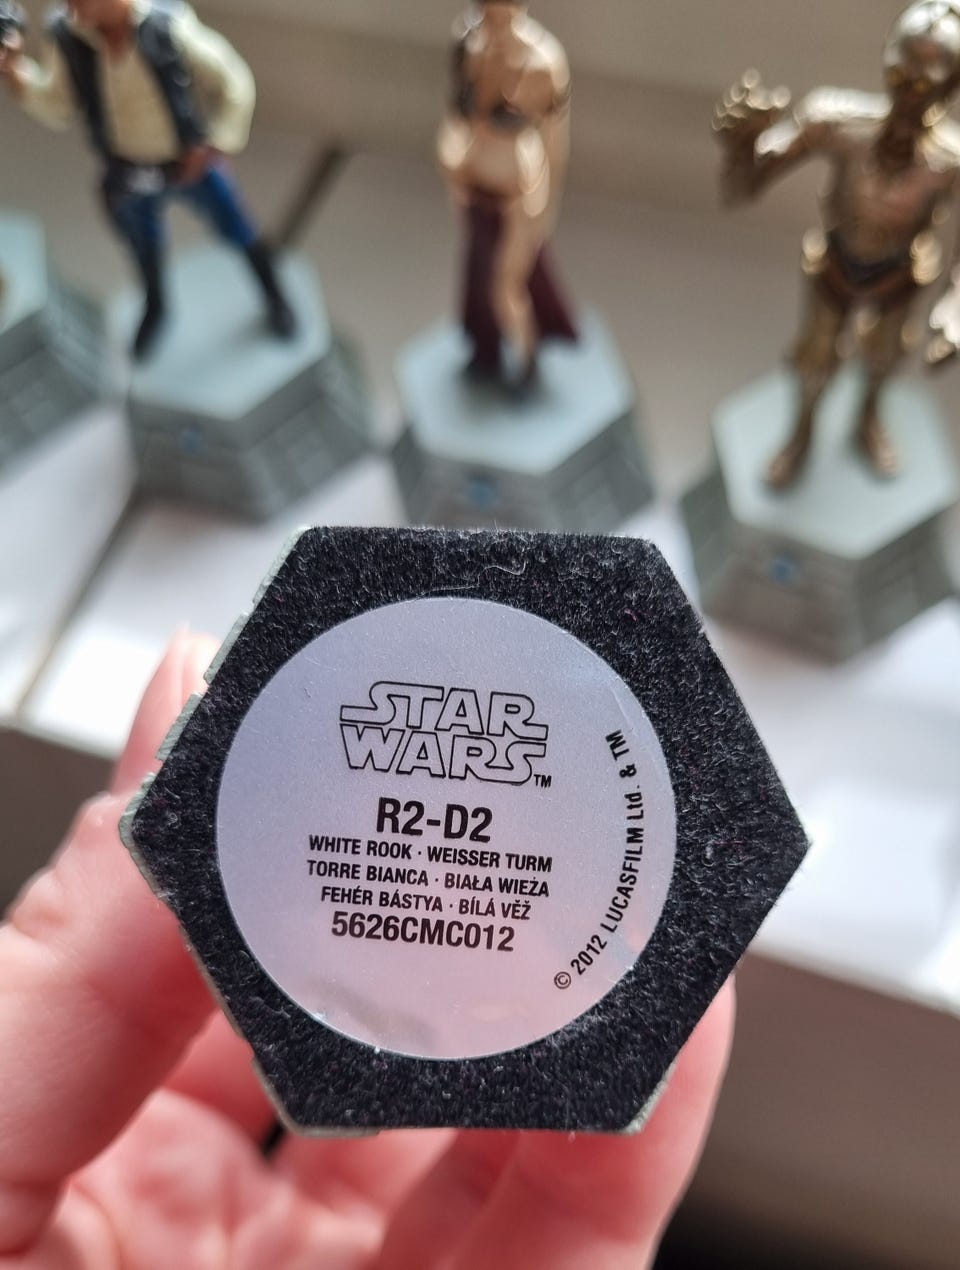 STAR
WARS™
R2-D2
WHITE ROOK · WEISSER TURM
TORRE BIANCA · BIAŁA WIEŻA
FEHÉR BÁSTYA · BÍLÁ VĚŽ
5626CMC012
© 2012 LUCASFILM Ltd. & TM